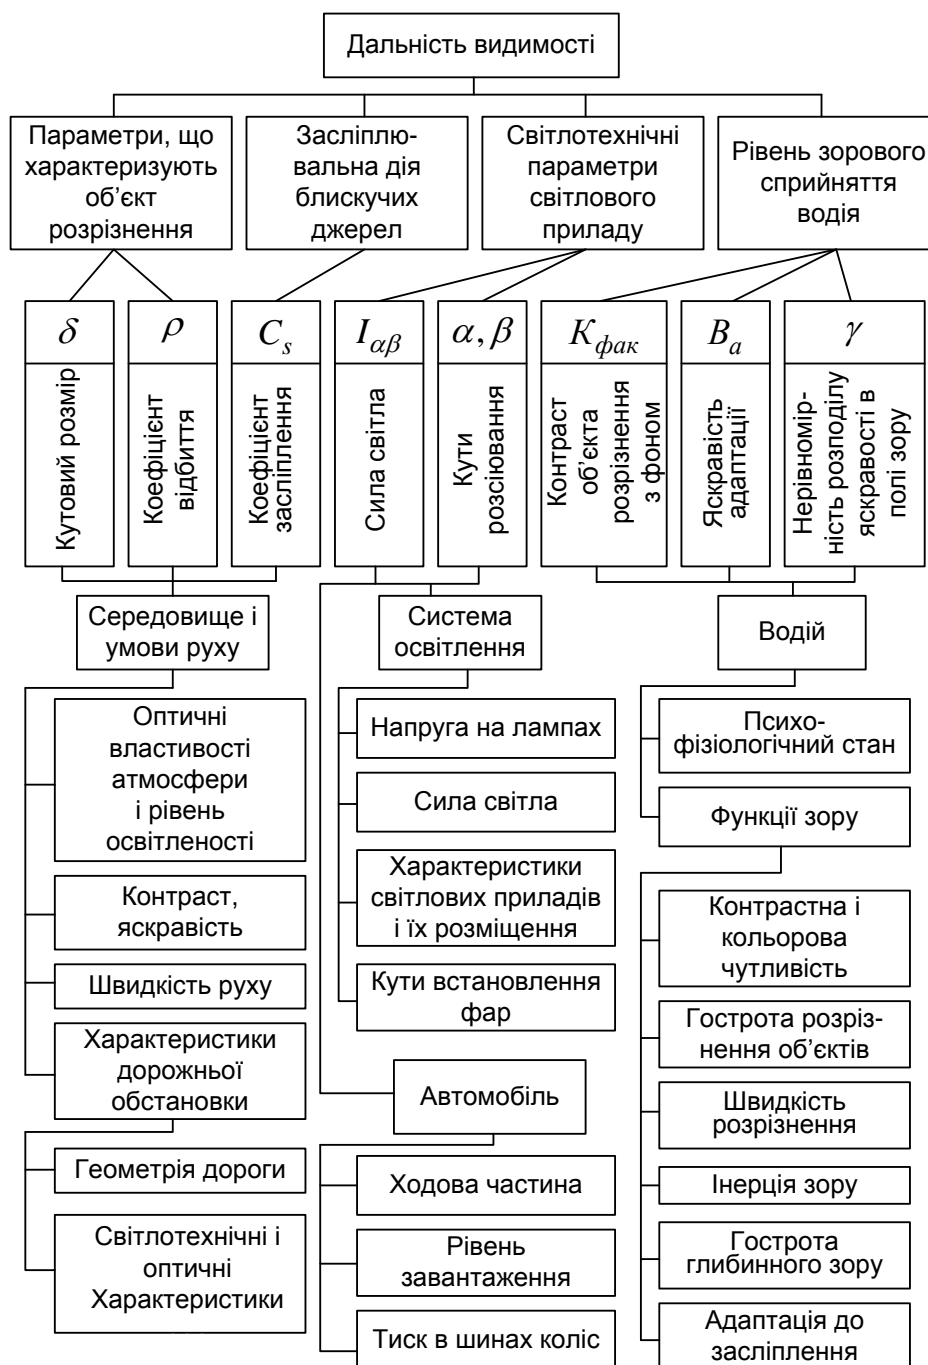 Дальність видимості
Параметри, що
характеризують
об’єкт
розрізнення
Засліплю-
вальна дія
блискучих
джерел
Світлотехнічні
параметри
світлового
приладу
Рівень зорового
сприйняття
водія
δ
Кутовий розмір
ρ
Коефіцієнт
відбиття
C_s
Коефіцієнт
засліплення
I_αβ
Сила світла
α, β
Кути
розсіювання
K_фак
Контраст
об’єкта
розрізнення
з фоном
B_a
Яскравість
адаптації
γ
Нерівномір-
ність розподілу
яскравості в
полі зору
Середовище і
умови руху
Оптичні
властивості
атмосфери
і рівень
освітленості
Контраст,
яскравість
Швидкість руху
Характеристики
дорожньої
обстановки
Геометрія дороги
Світлотехнічні і
оптичні
Характеристики
Система
освітлення
Напруга на лампах
Сила світла
Характеристики
світлових приладів
і їх розміщення
Кути встановлення
фар
Автомобіль
Ходова частина
Рівень
завантаження
Тиск в шинах коліс
Водій
Психо-
фізіологічний стан
Функції зору
Контрастна і
кольорова
чутливість
Гострота розріз-
нення об’єктів
Швидкість
розрізнення
Інерція зору
Гострота
глибинного зору
Адаптація до
засліплення